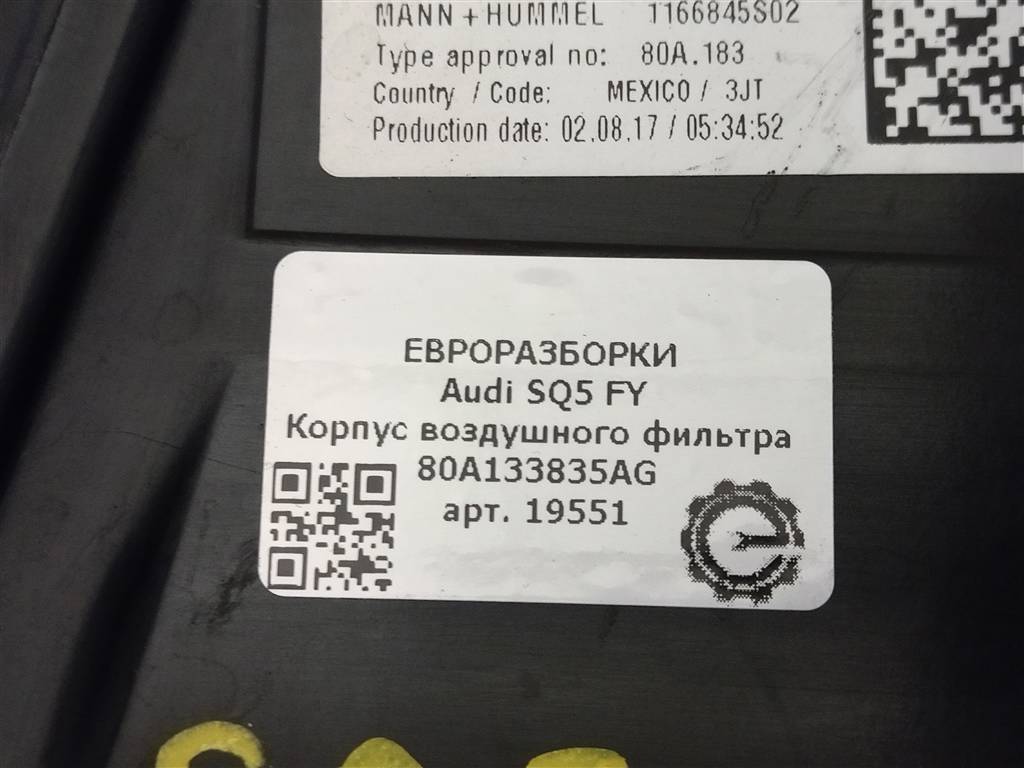 MANN + HUMMEL 1166845S02
Type approval no: 80A.183
Country / Code: MEXICO / 3JT
Production date: 02.08.17 / 05:34:52
ЕВРОРАЗБОРКИ
Audi SQ5 FY
Корпус воздушного фильтра
80A133835AG
арт. 19551